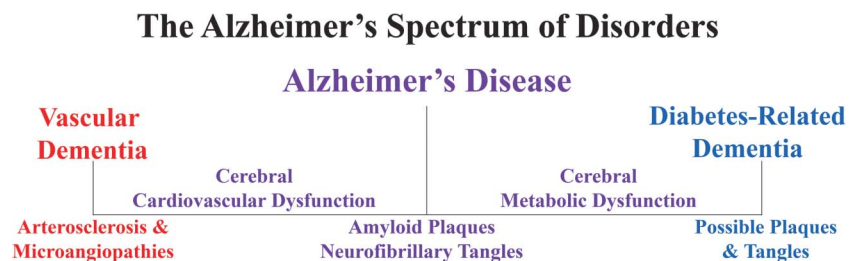 The Alzheimer's Spectrum of Disorders
Alzheimer's Disease
Vascular
Dementia
Diabetes-Related
Dementia
Cerebral
Cardiovascular Dysfunction
Cerebral
Metabolic Dysfunction
Arterosclerosis &
Microangiopathies
Amyloid Plaques
Neurofibrillary Tangles
Possible Plaques
& Tangles